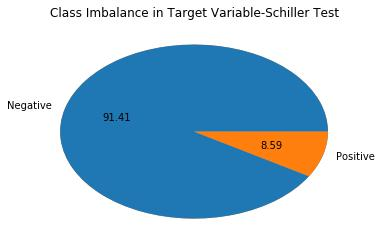 Class Imbalance in Target Variable-Schiller Test
Negative
91.41
8.59
Positive